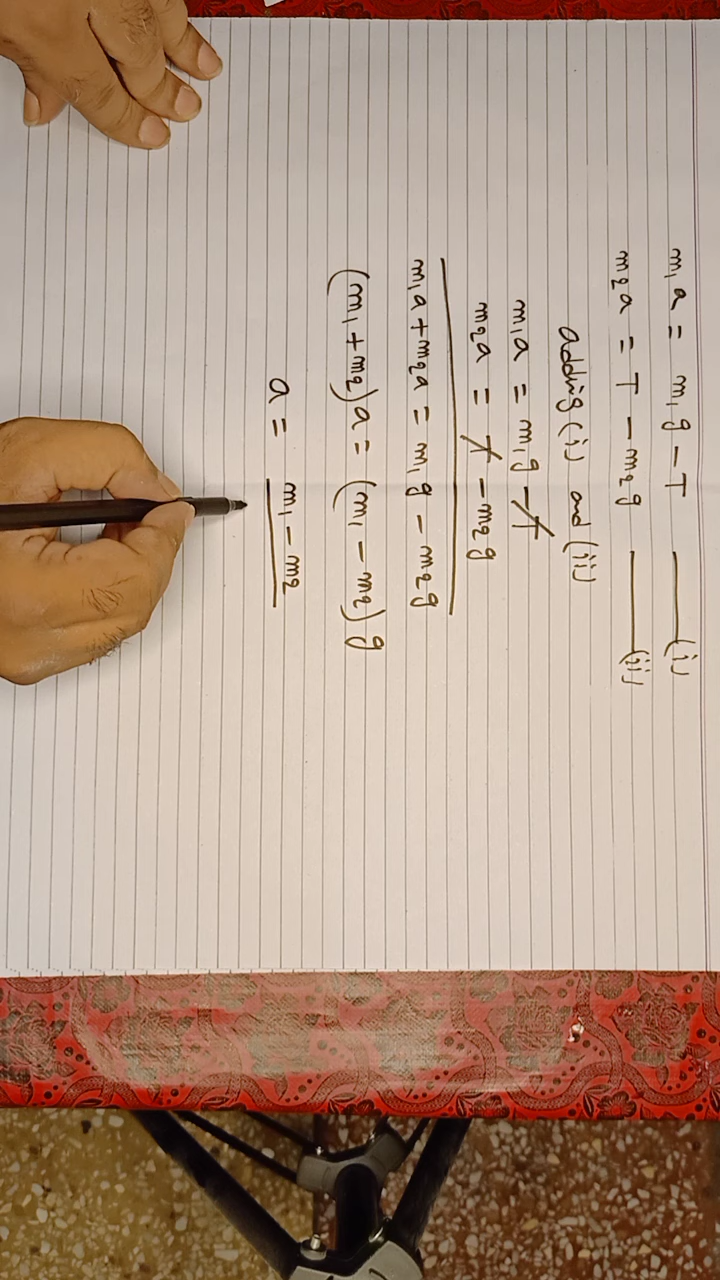 m₁a = m₁g - T ——(i)
m₂a = T - m₂g ——(ii)
adding (i) and (ii)
m₁a = m₁g - T
m₂a = T - m₂g
m₁a + m₂a = m₁g - m₂g
(m₁ + m₂)a = (m₁ - m₂)g
a = m₁ - m₂